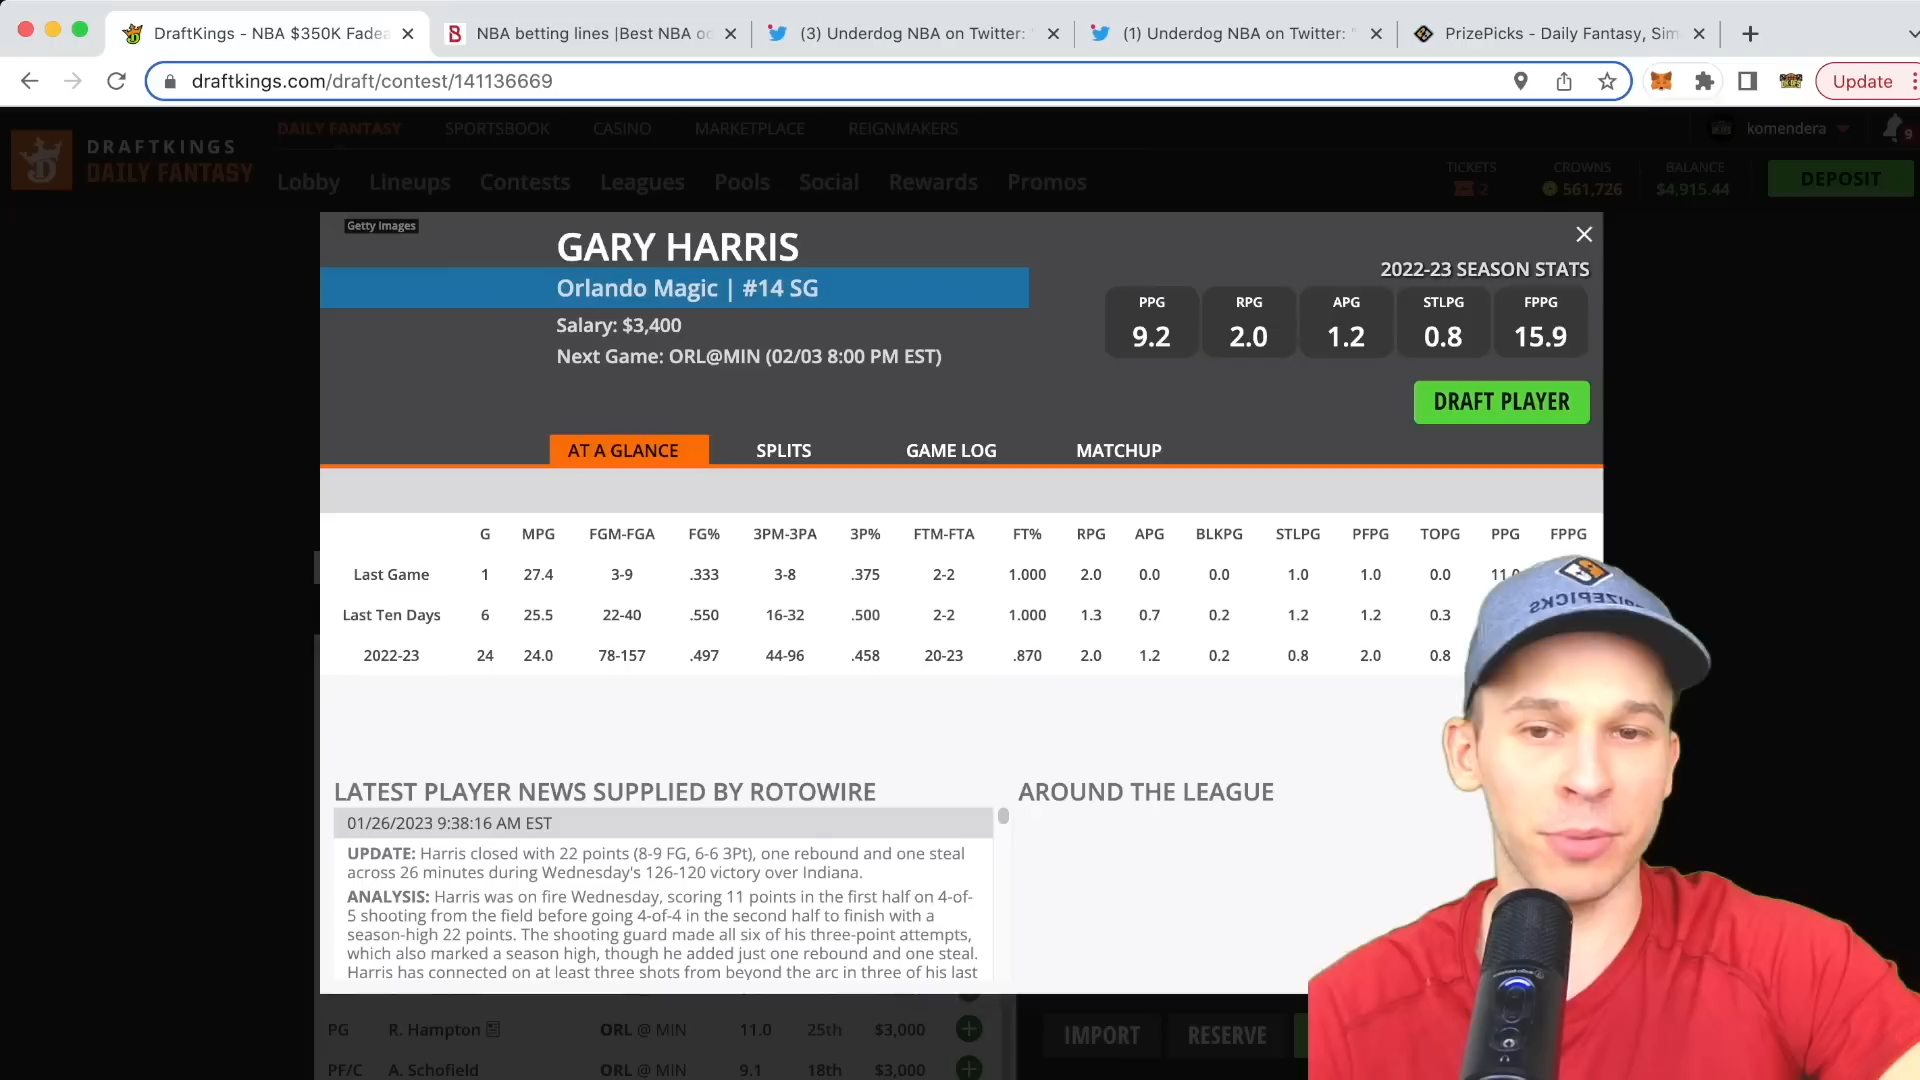 DraftKings - NBA $350K Fadea
NBA betting lines |Best NBA o
(3) Underdog NBA on Twitter: "
(1) Underdog NBA on Twitter: "
PrizePicks - Daily Fantasy, Sim
draftkings.com/draft/contest/141136669
Update
DRAFTKINGS
DAILY FANTASY
DAILY FANTASY SPORTSBOOK CASINO MARKETPLACE REIGNMAKERS
komendera
9
Lobby Lineups Contests Leagues Pools Social Rewards Promos
TICKETS
2
CROWNS
561,726
BALANCE
$4,915.44
DEPOSIT
Getty Images
GARY HARRIS
Orlando Magic | #14 SG
Salary: $3,400
Next Game: ORL@MIN (02/03 8:00 PM EST)
2022-23 SEASON STATS
PPG RPG APG STLPG FPPG
9.2 2.0 1.2 0.8 15.9
DRAFT PLAYER
AT A GLANCE SPLITS GAME LOG MATCHUP
G MPG FGM-FGA FG% 3PM-3PA 3P% FTM-FTA FT% RPG APG BLKPG STLPG PFPG TOPG PPG FPPG
Last Game 1 27.4 3-9 .333 3-8 .375 2-2 1.000 2.0 0.0 0.0 1.0 1.0 0.0 11.0
Last Ten Days 6 25.5 22-40 .550 16-32 .500 2-2 1.000 1.3 0.7 0.2 1.2 1.2 0.3
2022-23 24 24.0 78-157 .497 44-96 .458 20-23 .870 2.0 1.2 0.2 0.8 2.0 0.8
PRIZEPICKS
LATEST PLAYER NEWS SUPPLIED BY ROTOWIRE
AROUND THE LEAGUE
01/26/2023 9:38:16 AM EST
UPDATE: Harris closed with 22 points (8-9 FG, 6-6 3Pt), one rebound and one steal
across 26 minutes during Wednesday's 126-120 victory over Indiana.
ANALYSIS: Harris was on fire Wednesday, scoring 11 points in the first half on 4-of-
5 shooting from the field before going 4-of-4 in the second half to finish with a
season-high 22 points. The shooting guard made all six of his three-point attempts,
which also marked a season high, though he added just one rebound and one steal.
Harris has connected on at least three shots from beyond the arc in three of his last
PG R. Hampton ORL @ MIN 11.0 25th $3,000
IMPORT RESERVE
PF/C A. Schofield ORL @ MIN 9.1 18th $3,000